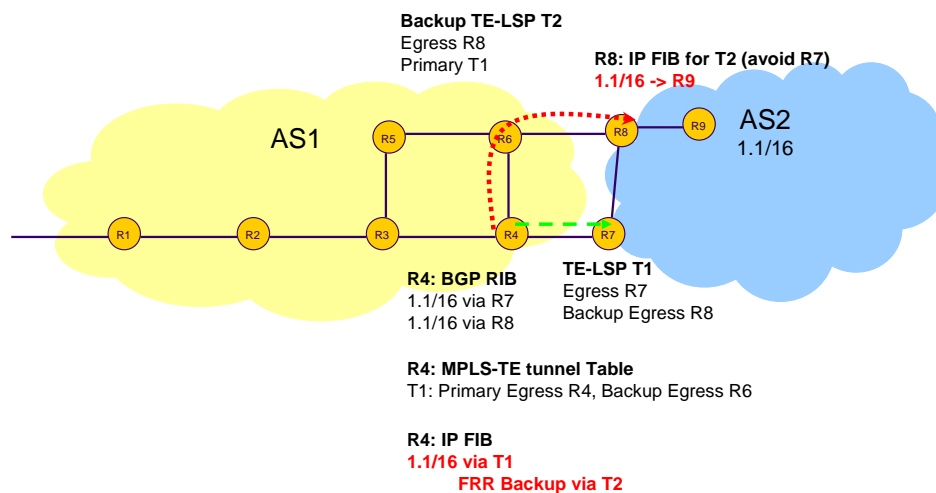 Backup TE-LSP T2
Egress R8
Primary T1
R8: IP FIB for T2 (avoid R7)
1.1/16 -> R9
AS1
AS2
1.1/16
R5
R6
R8
R9
R1
R2
R3
R4
R7
R4: BGP RIB
1.1/16 via R7
1.1/16 via R8
TE-LSP T1
Egress R7
Backup Egress R8
R4: MPLS-TE tunnel Table
T1: Primary Egress R4, Backup Egress R6
R4: IP FIB
1.1/16 via T1
FRR Backup via T2